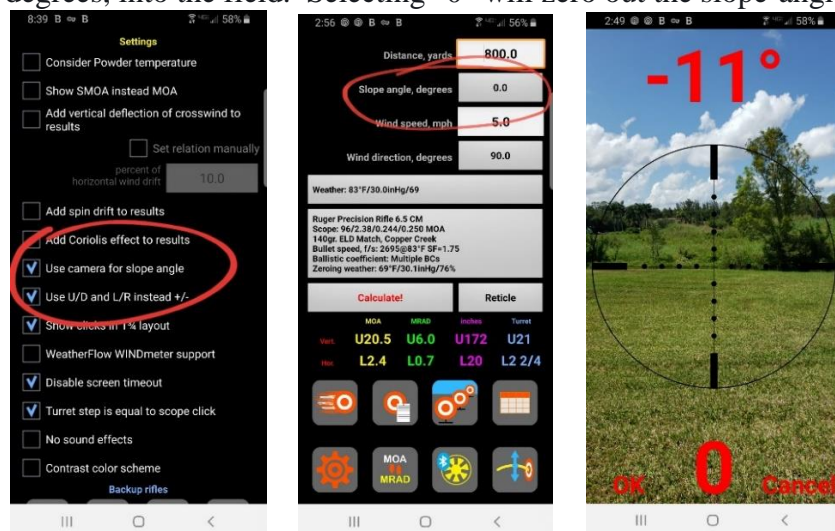 degrees, into the field. Selecting "0" will zero out the slope-angle
8:39 B B 58%
Settings
Consider Powder temperature
Show SMOA instead MOA
Add vertical deflection of crosswind to
results
Set relation manually
percent of
horizontal wind drift 10.0
Add spin drift to results
Add Coriolis effect to results
Use camera for slope angle
Use U/D and L/R instead +/-
Show clicks in 1¾ layout
WeatherFlow WINDmeter support
Disable screen timeout
Turret step is equal to scope click
No sound effects
Contrast color scheme
Backup rifles
2:56 B B 56%
Distance, yards 800.0
Slope angle, degrees 0.0
Wind speed, mph 5.0
Wind direction, degrees 90.0
Weather: 83°F/30.0inHg/69
Ruger Precision Rifle 6.5 CM
Scope: 96/2.38/0.244/0.250 MOA
140gr. ELD Match, Copper Creek
Bullet speed, f/s: 2695@83°F SF=1.75
Ballistic coefficient: Multiple BCs
Zeroing weather: 69°F/30.1inHg/76%
Calculate! Reticle
MOA MRAD Inches Turret
Vert. U20.5 U6.0 U172 U21
Hor. L2.4 L0.7 L20 L2 2/4
MOA
MRAD
2:49 B B 58%
-11°
OK 0 Cancel